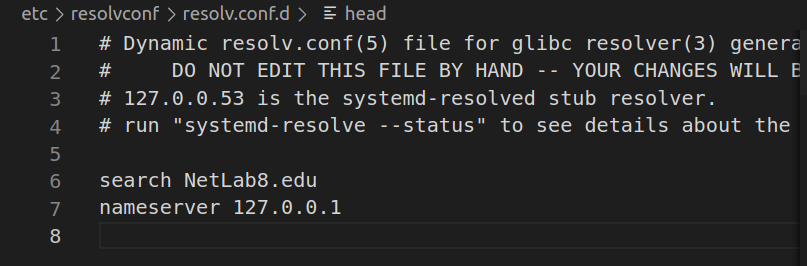 etc > resolvconf > resolv.conf.d > head
1 # Dynamic resolv.conf(5) file for glibc resolver(3)
2 # DO NOT EDIT THIS FILE BY HAND -- YOUR CHANGES WILL
3 # 127.0.0.53 is the systemd-resolved stub resolver.
4 # run "systemd-resolve --status" to see details about the
5
6 search NetLab8.edu
7 nameserver 127.0.0.1
8